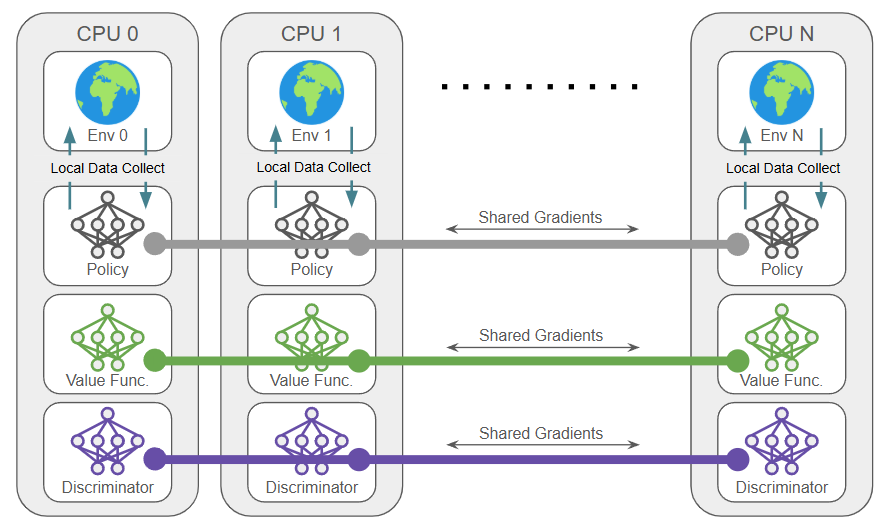 CPU 0
CPU 1
CPU N
Env 0
Env 1
Env N
Local Data Collect
Local Data Collect
Local Data Collect
Shared Gradients
Policy
Policy
Policy
Shared Gradients
Value Func.
Value Func.
Value Func.
Shared Gradients
Discriminator
Discriminator
Discriminator